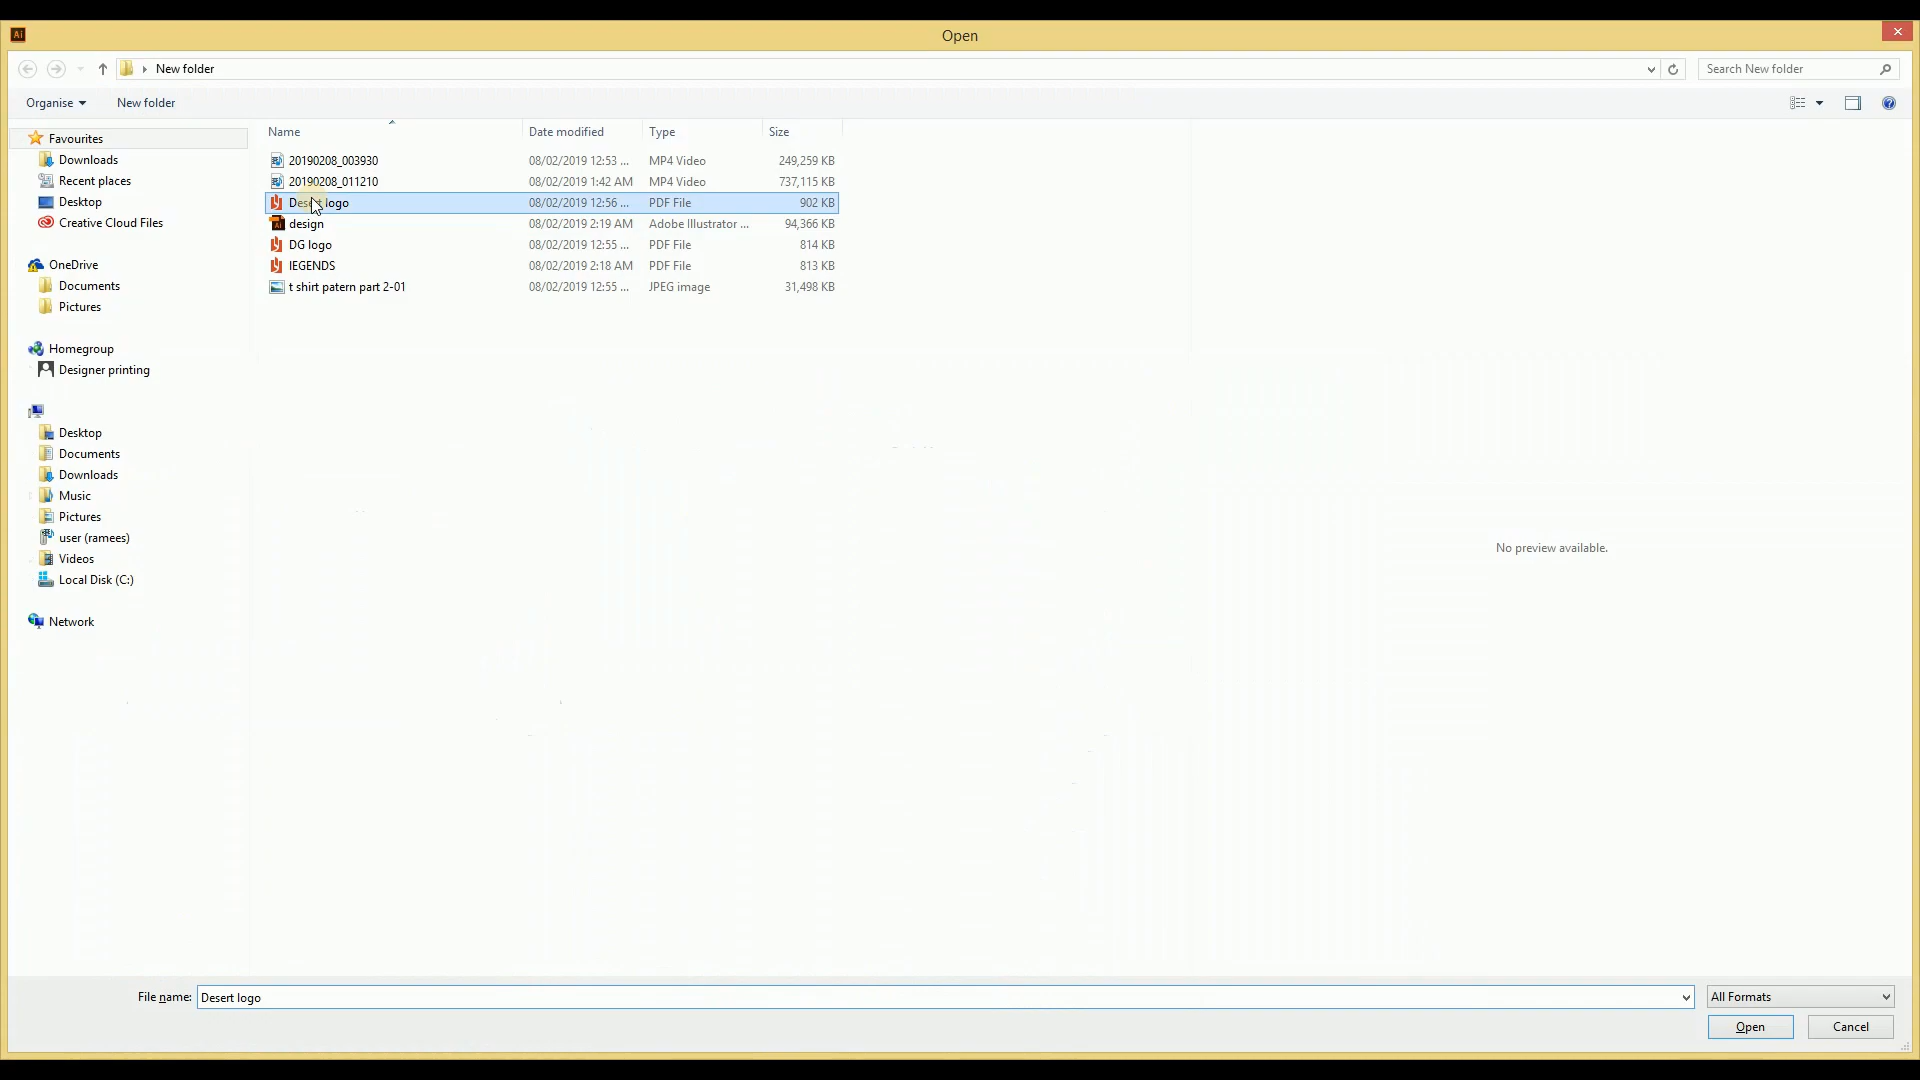 Ai
Open
New folder
Search New folder
Organise
New folder
Name
Date modified
Type
Size
Favourites
Downloads
Recent places
Desktop
Creative Cloud Files
OneDrive
Documents
Pictures
Homegroup
Designer printing
Desktop
Documents
Downloads
Music
Pictures
user (ramees)
Videos
Local Disk (C:)
Network
20190208_003930 08/02/2019 12:53 ... MP4 Video 249,259 KB
20190208_011210 08/02/2019 1:42 AM MP4 Video 737,115 KB
Desert logo 08/02/2019 12:56 ... PDF File 902 KB
design 08/02/2019 2:19 AM Adobe Illustrator ... 94,366 KB
DG logo 08/02/2019 12:55 ... PDF File 814 KB
lEGENDS 08/02/2019 2:18 AM PDF File 813 KB
t shirt patern part 2-01 08/02/2019 12:55 ... JPEG image 31,498 KB
No preview available.
File name: Desert logo
All Formats
Open
Cancel